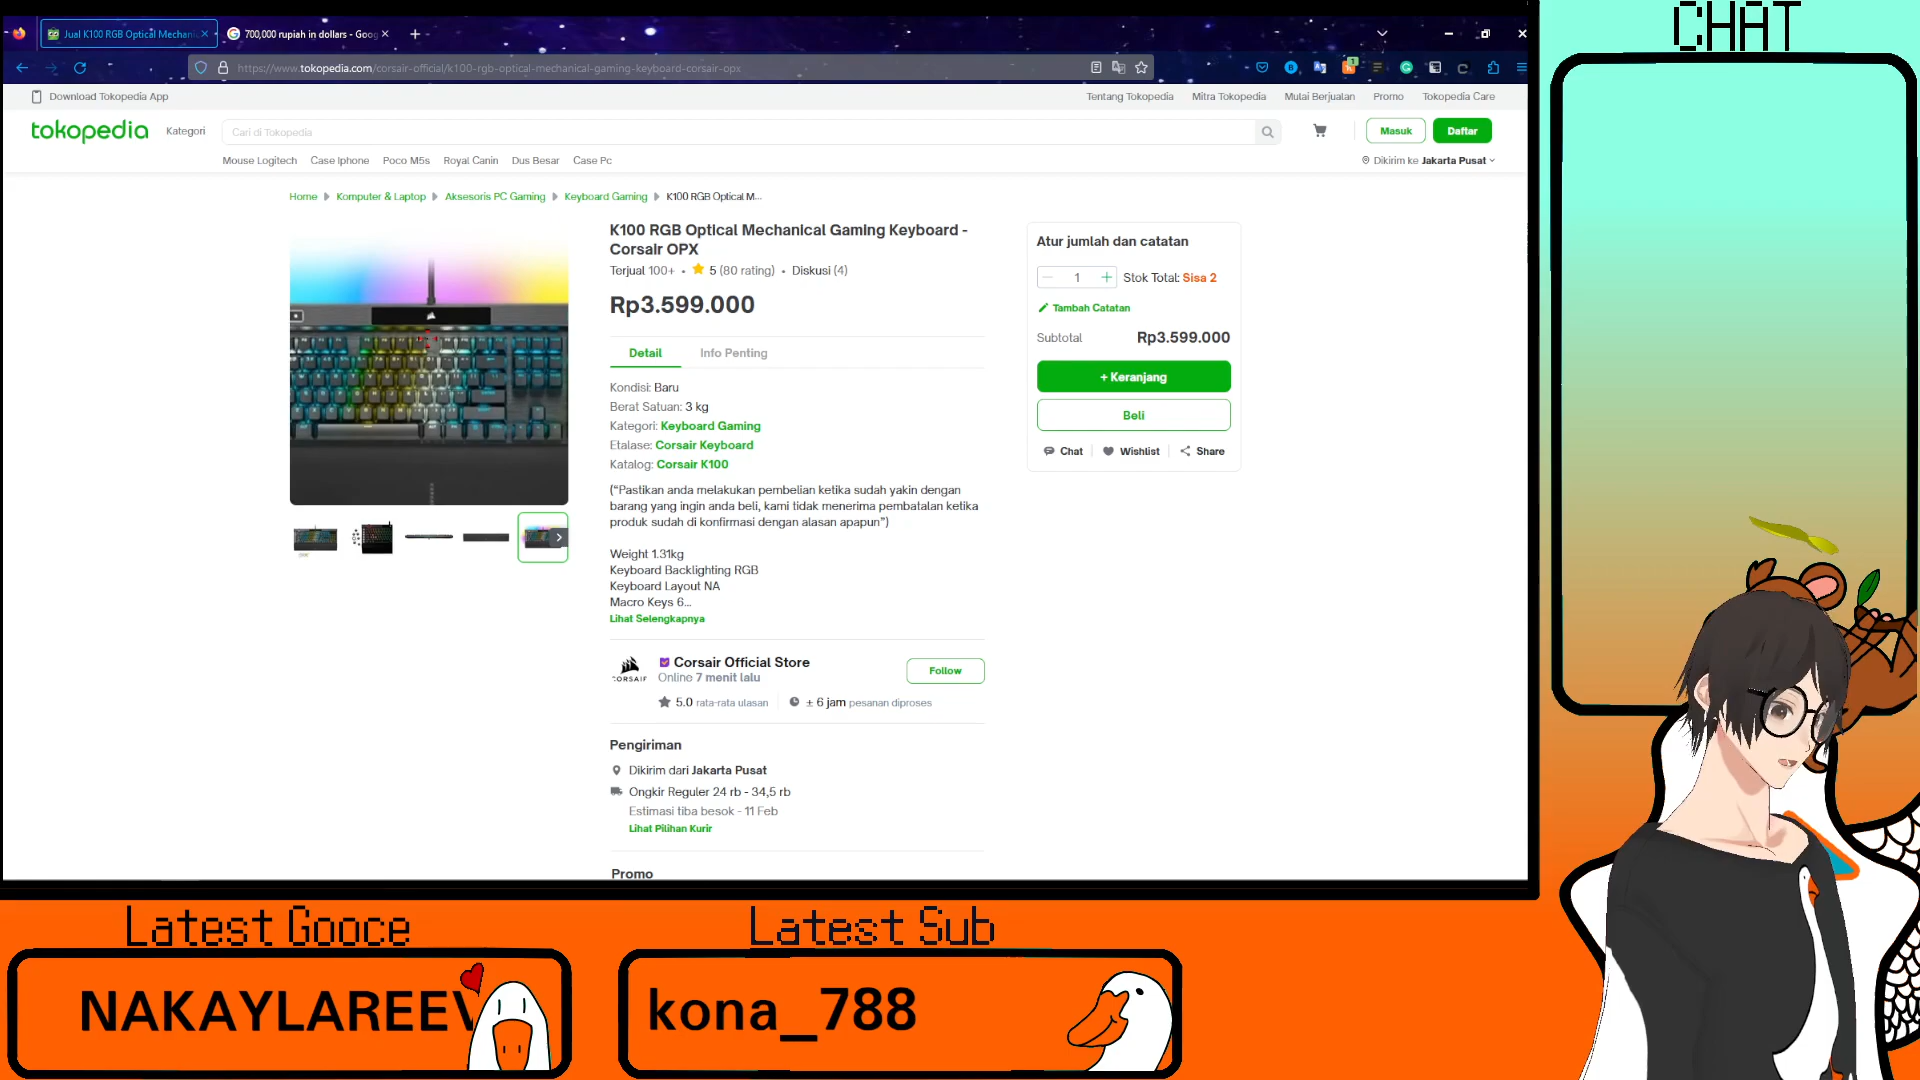 CHAT
Jual K100 RGB Optical Mechani
700,000 rupiah in dollars - Goog
https://www.tokopedia.com/corsair-official/k100-rgb-optical-mechanical-gaming-keyboard-corsair-opx
Download Tokopedia App
Tentang Tokopedia Mitra Tokopedia Mulai Berjualan Promo Tokopedia Care
tokopedia Kategori Cari di Tokopedia Masuk Daftar
Mouse Logitech Case Iphone Poco M5s Royal Canin Dus Besar Case Pc
Dikirim ke Jakarta Pusat
Home Komputer & Laptop Aksesoris PC Gaming Keyboard Gaming K100 RGB Optical M...
K100 RGB Optical Mechanical Gaming Keyboard -
Corsair OPX
Terjual 100+ • 5 (80 rating) • Diskusi (4)
Rp3.599.000
Detail Info Penting
Kondisi: Baru
Berat Satuan: 3 kg
Kategori: Keyboard Gaming
Etalase: Corsair Keyboard
Katalog: Corsair K100
("Pastikan anda melakukan pembelian ketika sudah yakin dengan
barang yang ingin anda beli, kami tidak menerima pembatalan ketika
produk sudah di konfirmasi dengan alasan apapun")
Weight 1.31kg
Keyboard Backlighting RGB
Keyboard Layout NA
Macro Keys 6...
Lihat Selengkapnya
CORSAIR
Corsair Official Store
Online 7 menit lalu
Follow
5.0 rata-rata ulasan ± 6 jam pesanan diproses
Pengiriman
Dikirim dari Jakarta Pusat
Ongkir Reguler 24 rb - 34,5 rb
Estimasi tiba besok - 11 Feb
Lihat Pilihan Kurir
Promo
Atur jumlah dan catatan
1 Stok Total: Sisa 2
Tambah Catatan
Subtotal Rp3.599.000
+ Keranjang
Beli
Chat Wishlist Share
Latest Gooce
NAKAYLAREEV
Latest Sub
kona_788